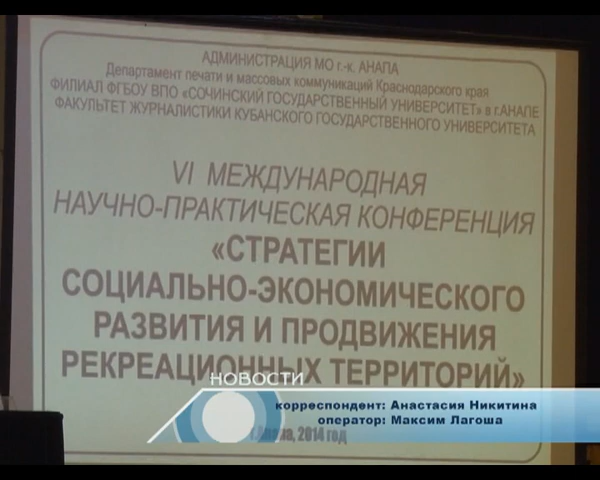 АДМИНИСТРАЦИЯ МО г.-к. АНАПА
Департамент печати и массовых коммуникаций Краснодарского края
ФИЛИАЛ ФГБОУ ВПО «СОЧИНСКИЙ ГОСУДАРСТВЕННЫЙ УНИВЕРСИТЕТ» в г.АНАПЕ
ФАКУЛЬТЕТ ЖУРНАЛИСТИКИ КУБАНСКОГО ГОСУДАРСТВЕННОГО УНИВЕРСИТЕТА
VI МЕЖДУНАРОДНАЯ
НАУЧНО-ПРАКТИЧЕСКАЯ КОНФЕРЕНЦИЯ
«СТРАТЕГИИ
СОЦИАЛЬНО-ЭКОНОМИЧЕСКОГО
РАЗВИТИЯ И ПРОДВИЖЕНИЯ
РЕКРЕАЦИОННЫХ ТЕРРИТОРИЙ»
НОВОСТИ
корреспондент: Анастасия Никитина
оператор: Максим Лагоша
г.Анапа, 2014 год